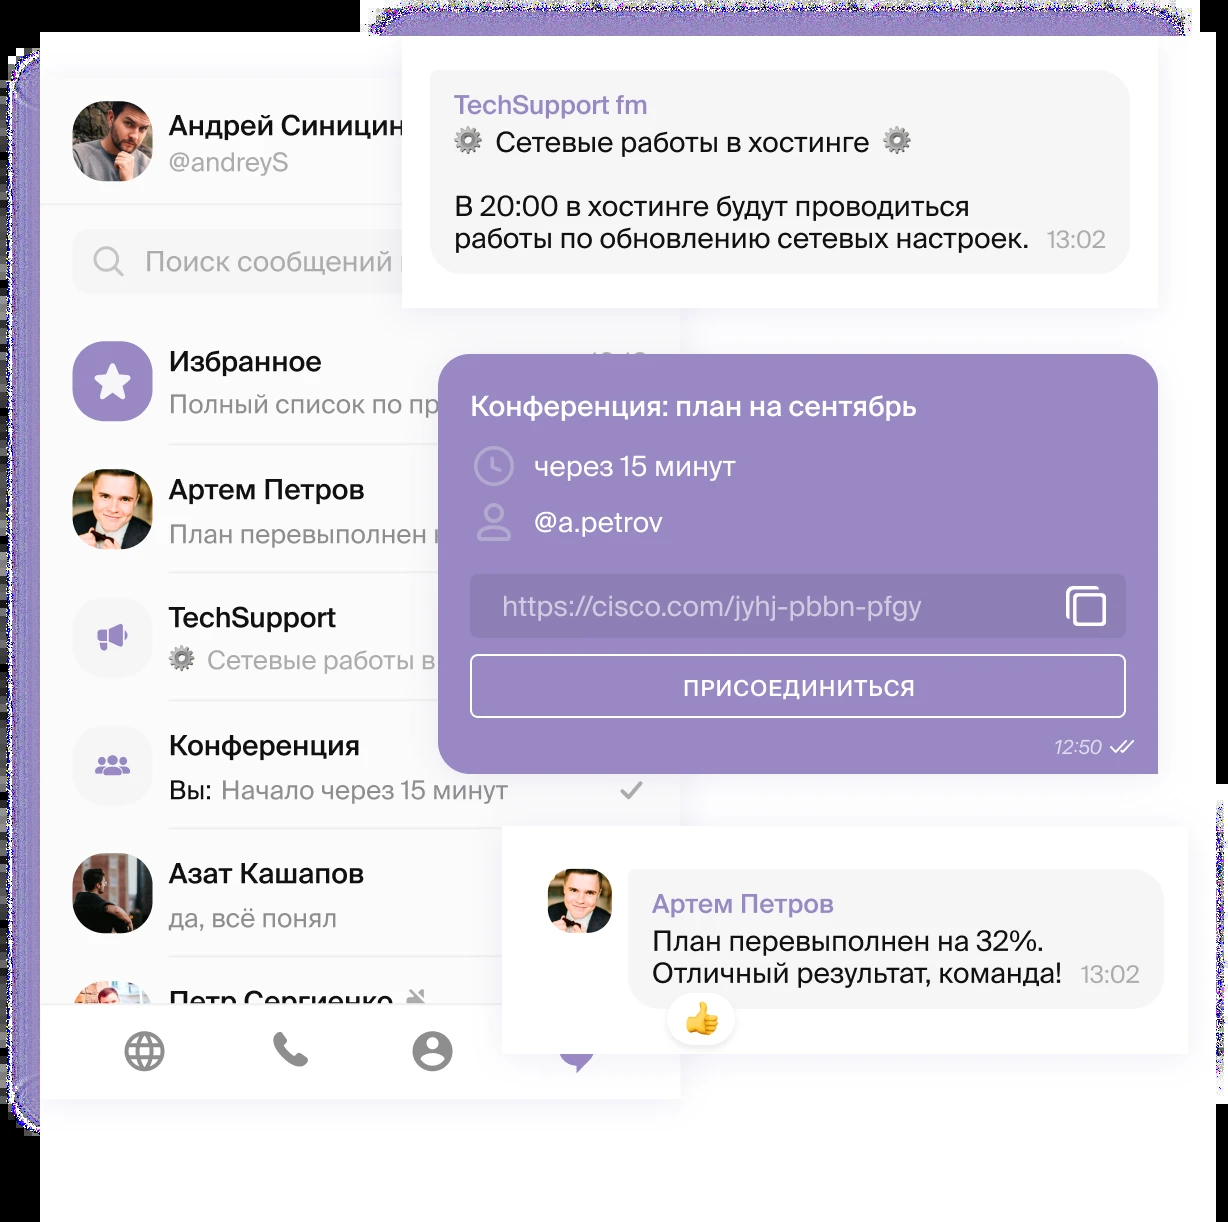 Андрей Синицин
@andreyS
Поиск сообщений
Избранное
Полный список по пр
Артем Петров
План перевыполнен
TechSupport
⚙️ Сетевые работы в
Конференция
Вы: Начало через 15 минут
Азат Кашапов
да, всё понял
Петр Сергиенко
TechSupport fm
⚙️ Сетевые работы в хостинге ⚙️
В 20:00 в хостинге будут проводиться
работы по обновлению сетевых настроек. 13:02
Конференция: план на сентябрь
через 15 минут
@a.petrov
https://cisco.com/jyhj-pbbn-pfgy
ПРИСОЕДИНИТЬСЯ
12:50
Артем Петров
План перевыполнен на 32%.
Отличный результат, команда! 13:02
👍